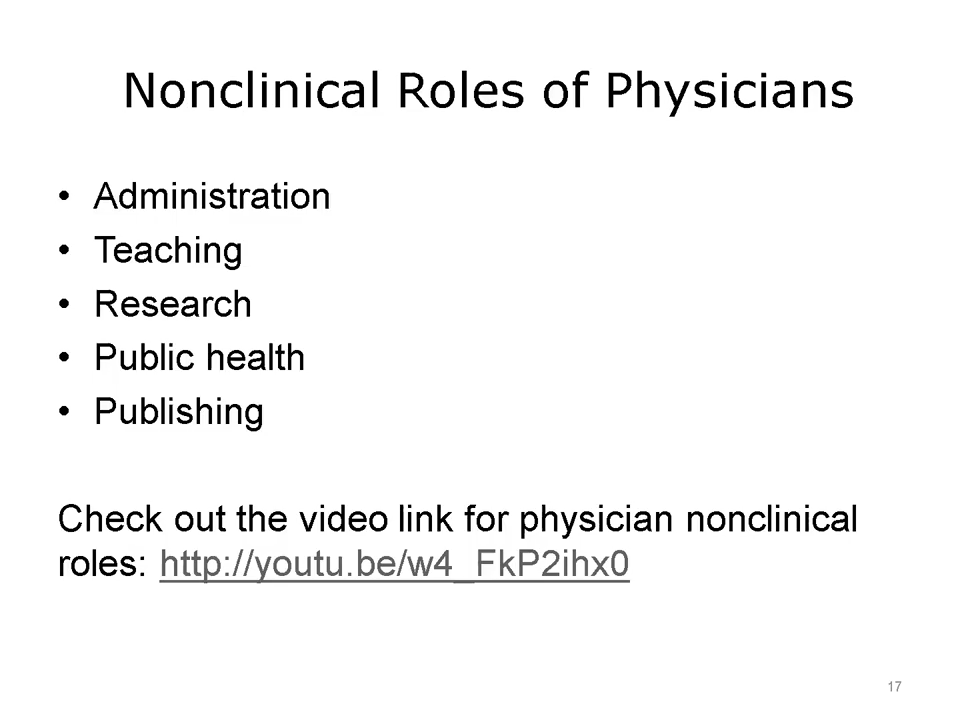 Nonclinical Roles of Physicians
• Administration
• Teaching
• Research
• Public health
• Publishing
Check out the video link for physician nonclinical
roles: http://youtu.be/w4_FkP2ihx0
17